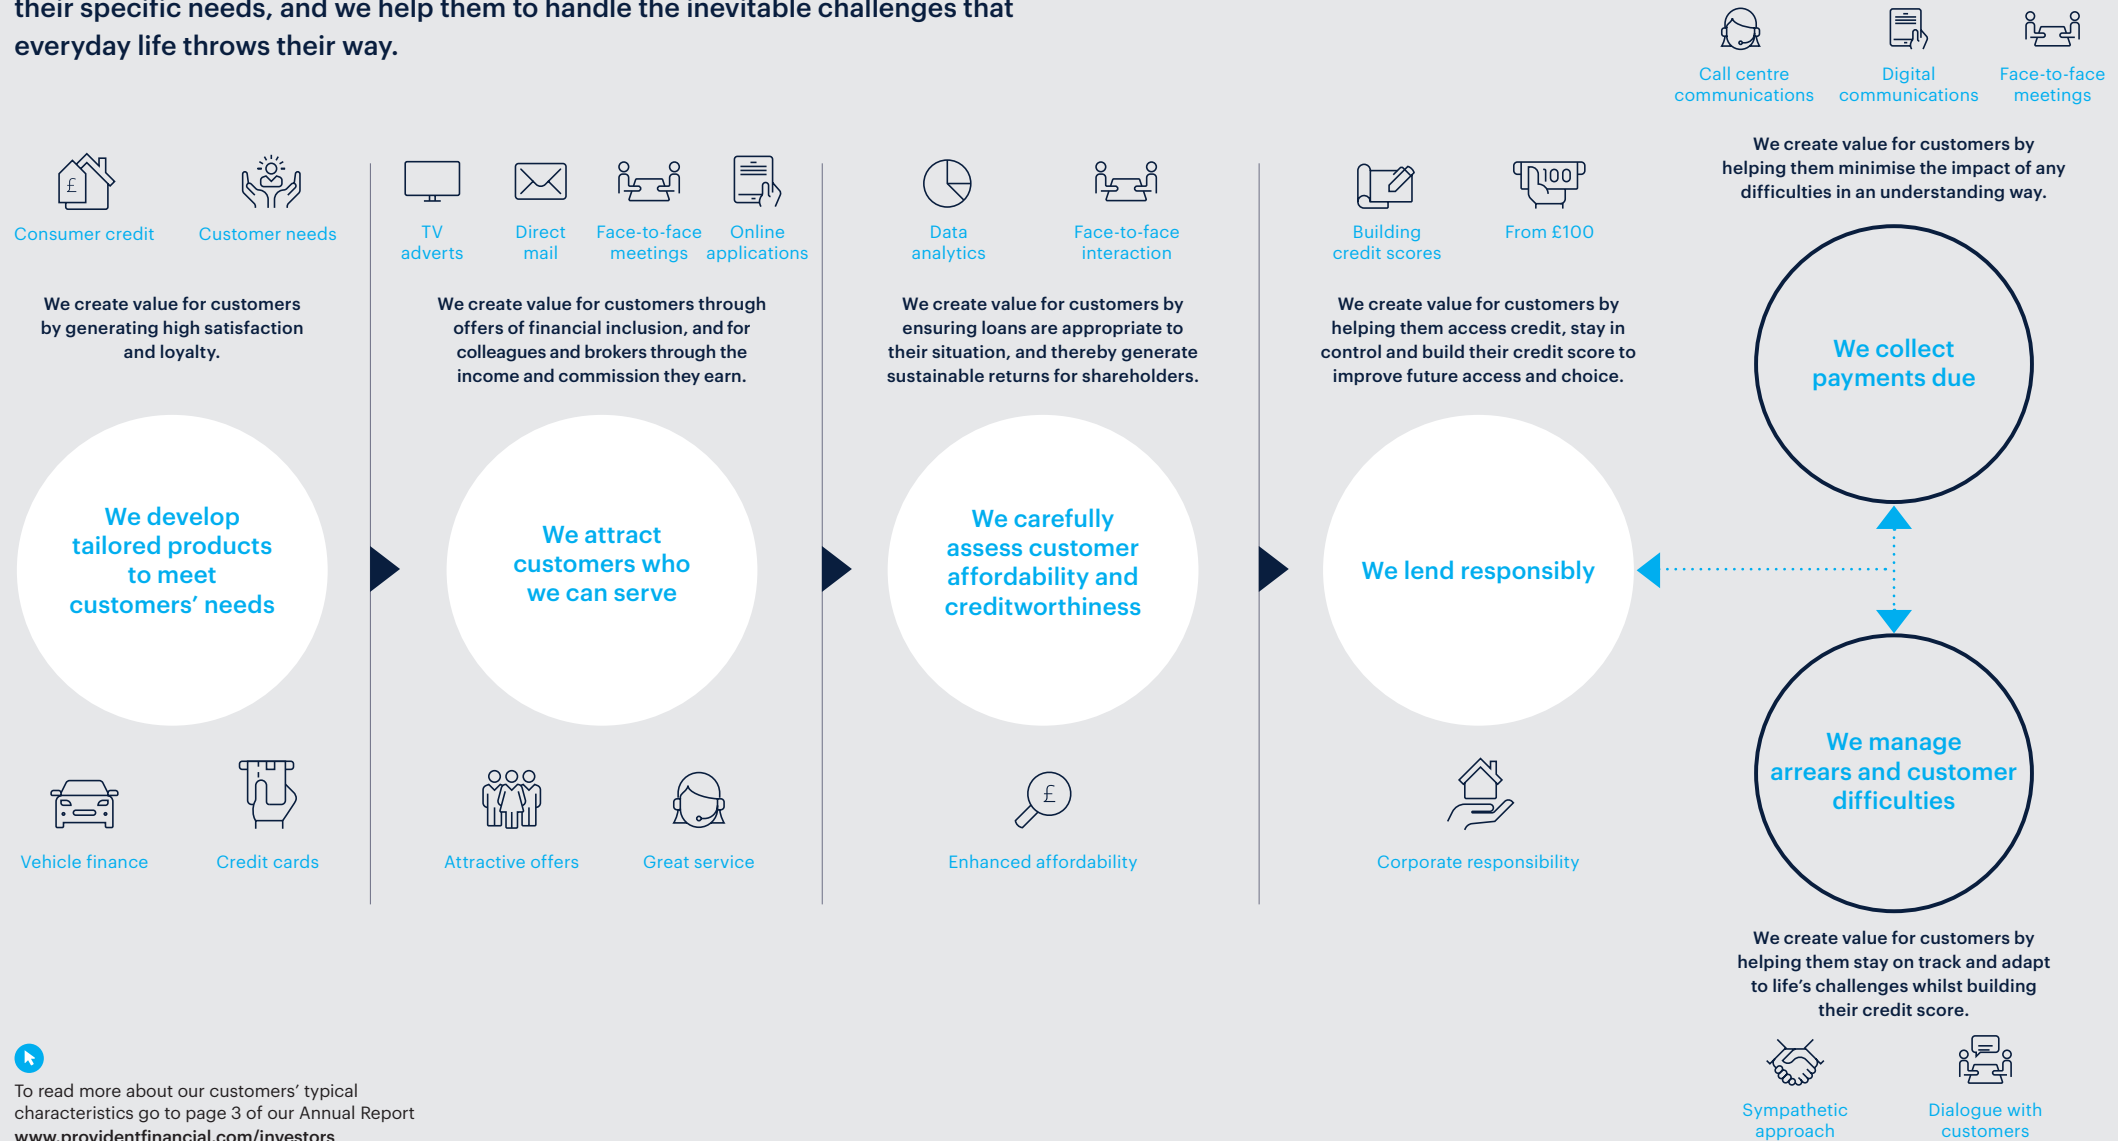 their specific needs, and we help them to handle the inevitable challenges that
everyday life throws their way.
Consumer credit
Customer needs
We create value for customers
by generating high satisfaction
and loyalty.
We develop
tailored products
to meet
customers’ needs
Vehicle finance
Credit cards
TV
adverts
Direct
mail
Face-to-face
meetings
Online
applications
We create value for customers through
offers of financial inclusion, and for
colleagues and brokers through the
income and commission they earn.
We attract
customers who
we can serve
Attractive offers
Great service
Data
analytics
Face-to-face
interaction
We create value for customers by
ensuring loans are appropriate to
their situation, and thereby generate
sustainable returns for shareholders.
We carefully
assess customer
affordability and
creditworthiness
£
Enhanced affordability
Building
credit scores
100
From £100
We create value for customers by
helping them access credit, stay in
control and build their credit score to
improve future access and choice.
We lend responsibly
Corporate responsibility
Call centre
communications
Digital
communications
Face-to-face
meetings
We create value for customers by
helping them minimise the impact of any
difficulties in an understanding way.
We collect
payments due
We manage
arrears and customer
difficulties
We create value for customers by
helping them stay on track and adapt
to life’s challenges whilst building
their credit score.
Sympathetic
approach
Dialogue with
customers
£
To read more about our customers’ typical
characteristics go to page 3 of our Annual Report
www.providentfinancial.com/investors